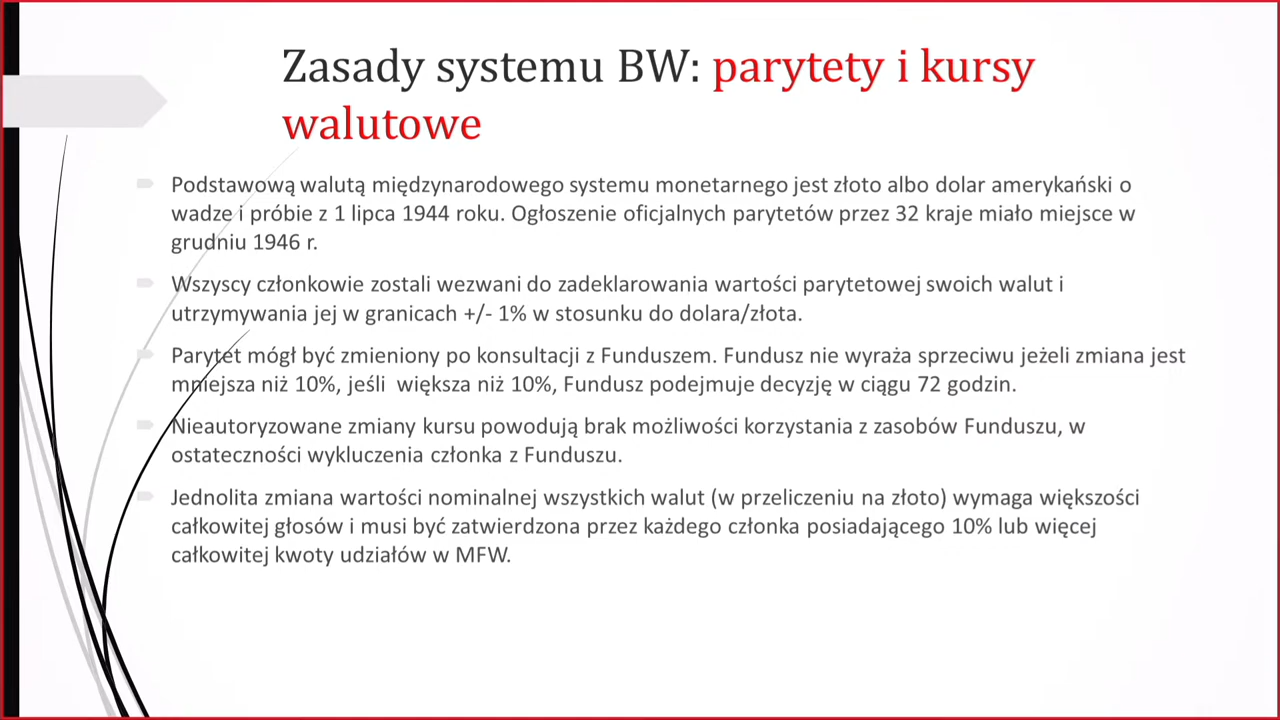 Zasady systemu BW: parytety i kursy
walutowe
Podstawową walutą międzynarodowego systemu monetarnego jest złoto albo dolar amerykański o
wadze i próbie z 1 lipca 1944 roku. Ogłoszenie oficjalnych parytetów przez 32 kraje miało miejsce w
grudniu 1946 r.
Wszyscy członkowie zostali wezwani do zadeklarowania wartości parytetowej swoich walut i
utrzymywania jej w granicach +/- 1% w stosunku do dolara/złota.
Parytet mógł być zmieniony po konsultacji z Funduszem. Fundusz nie wyraża sprzeciwu jeżeli zmiana jest
mniejsza niż 10%, jeśli  większa niż 10%, Fundusz podejmuje decyzję w ciągu 72 godzin.
Nieautoryzowane zmiany kursu powodują brak możliwości korzystania z zasobów Funduszu, w
ostateczności wykluczenia członka z Funduszu.
Jednolita zmiana wartości nominalnej wszystkich walut (w przeliczeniu na złoto) wymaga większości
całkowitej głosów i musi być zatwierdzona przez każdego członka posiadającego 10% lub więcej
całkowitej kwoty udziałów w MFW.